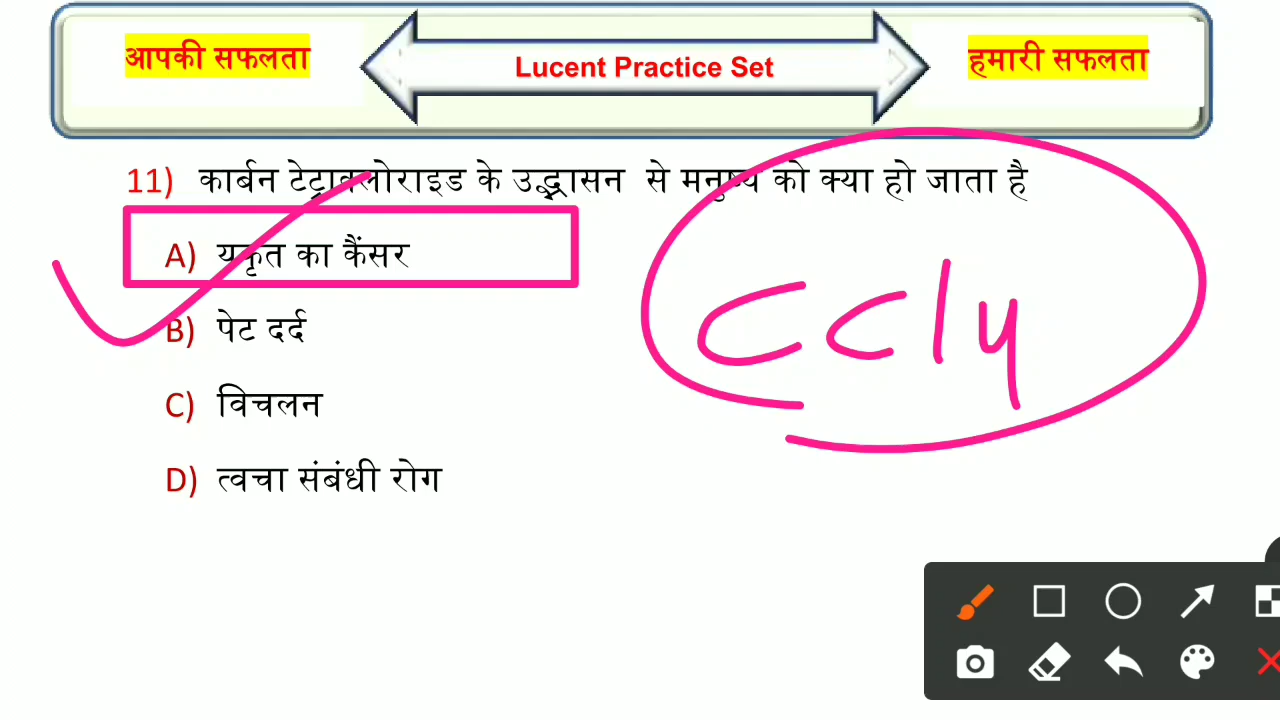 आपकी सफलता
Lucent Practice Set
हमारी सफलता
11) कार्बन टेट्राक्लोराइड के उद्भासन से मनुष्य को क्या हो जाता है
A) यकृत का कैंसर
B) पेट दर्द
C) विचलन
D) त्वचा संबंधी रोग
CCl4